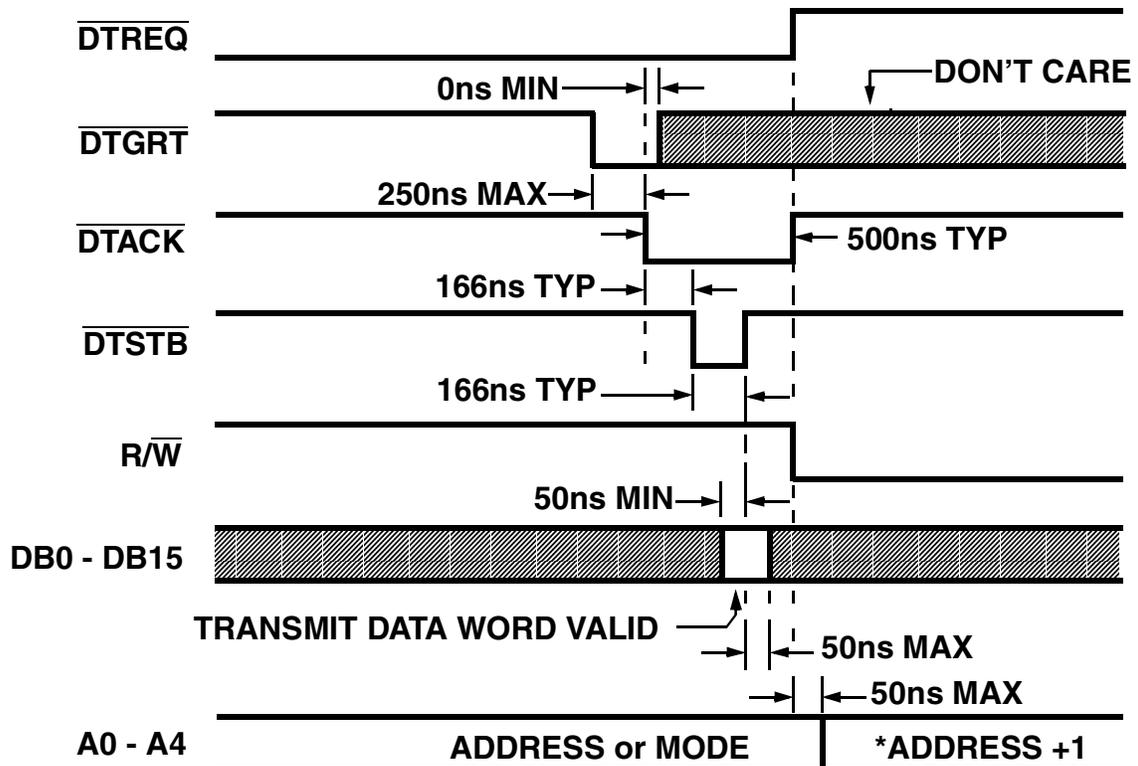 DTREQ
DON'T CARE
0ns MIN
DTGRT
250ns MAX
DTACK
500ns TYP
166ns TYP
DTSTB
166ns TYP
R/W
50ns MIN
DB0 - DB15
TRANSMIT DATA WORD VALID
50ns MAX
50ns MAX
A0 - A4
ADDRESS or MODE
*ADDRESS +1